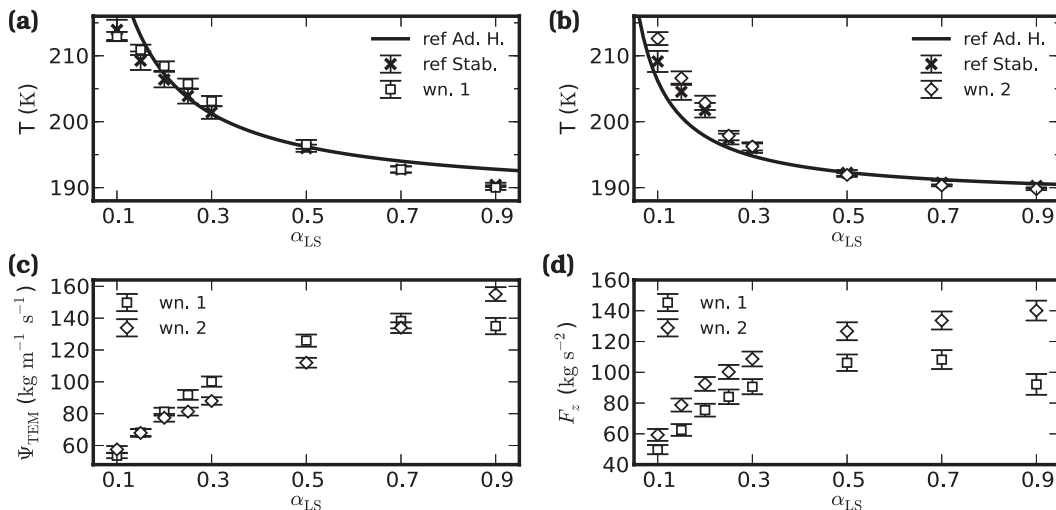 (a)
T (K)
210
200
190
ref Ad. H.
ref Stab.
wn. 1
0.1 0.3 0.5 0.7 0.9
α_LS
(b)
T (K)
210
200
190
ref Ad. H.
ref Stab.
wn. 2
0.1 0.3 0.5 0.7 0.9
α_LS
(c)
Ψ_TEM (kg m⁻¹ s⁻¹)
160
140
120
100
80
60
wn. 1
wn. 2
0.1 0.3 0.5 0.7 0.9
α_LS
(d)
F_z (kg s⁻²)
160
140
120
100
80
60
40
wn. 1
wn. 2
0.1 0.3 0.5 0.7 0.9
α_LS